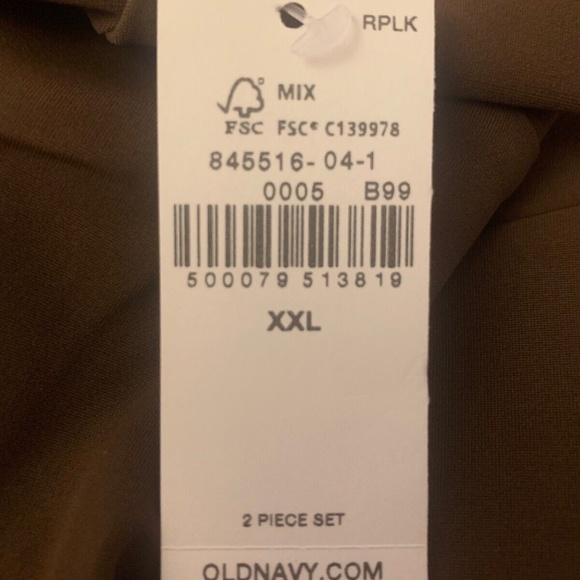 RPLK
MIX
FSC FSC® C139978
845516-04-1
0005 B99
500079 513819
XXL
2 PIECE SET
OLDNAVY.COM